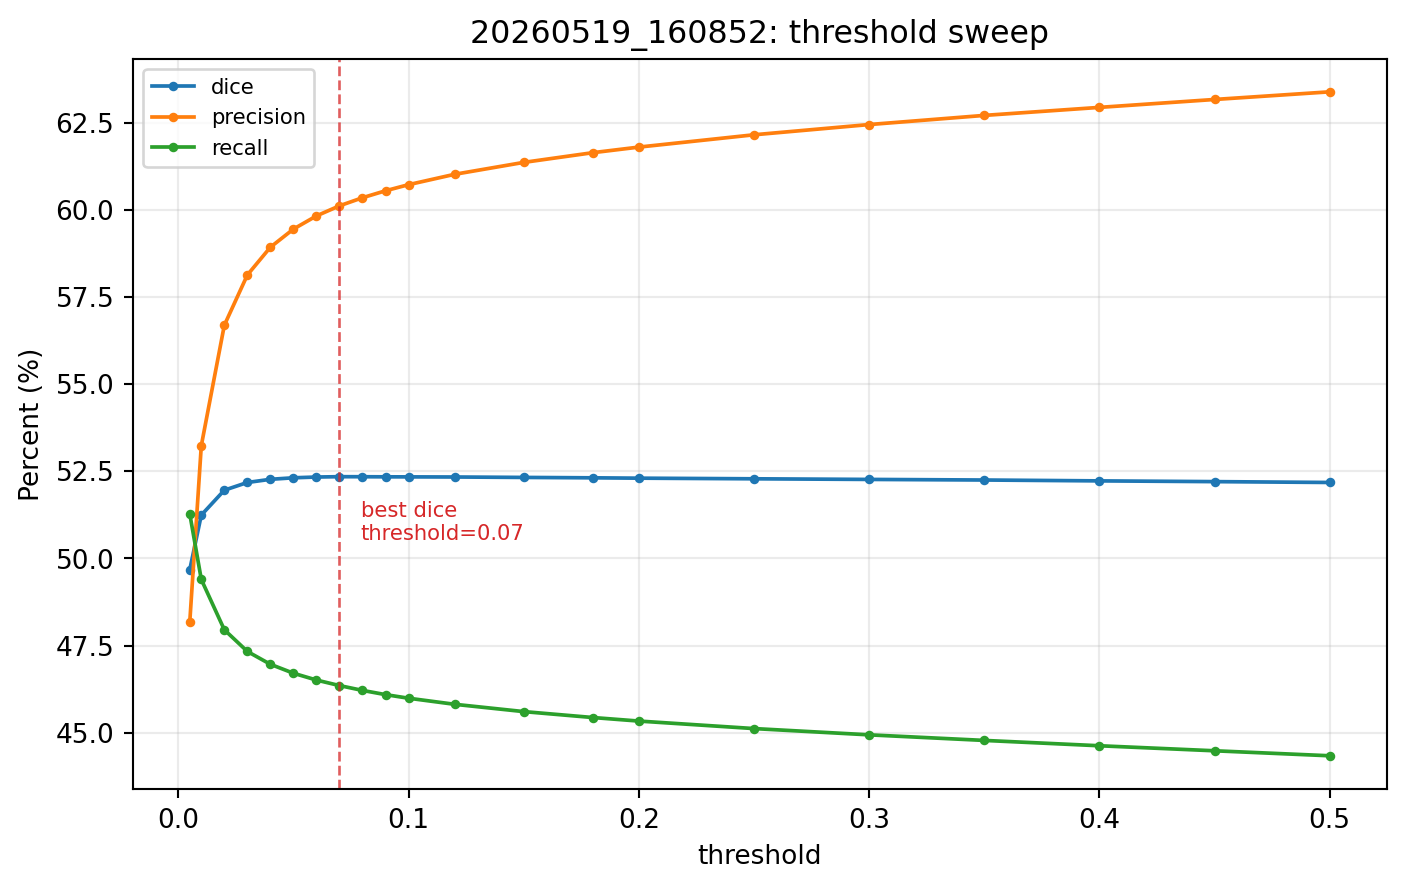 20260519_160852: threshold sweep
dice
precision
recall
62.5
60.0
57.5
55.0
52.5
50.0
47.5
45.0
Percent (%)
best dice
threshold=0.07
0.0 0.1 0.2 0.3 0.4 0.5
threshold